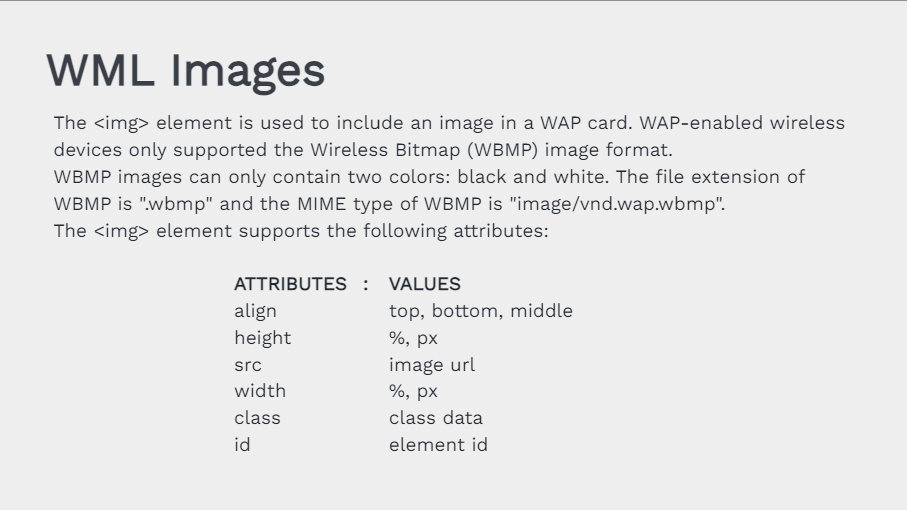 WML Images
The <img> element is used to include an image in a WAP card. WAP-enabled wireless
devices only supported the Wireless Bitmap (WBMP) image format.
WBMP images can only contain two colors: black and white. The file extension of
WBMP is ".wbmp" and the MIME type of WBMP is "image/vnd.wap.wbmp".
The <img> element supports the following attributes:
ATTRIBUTES : VALUES
align top, bottom, middle
height %, px
src image url
width %, px
class class data
id element id